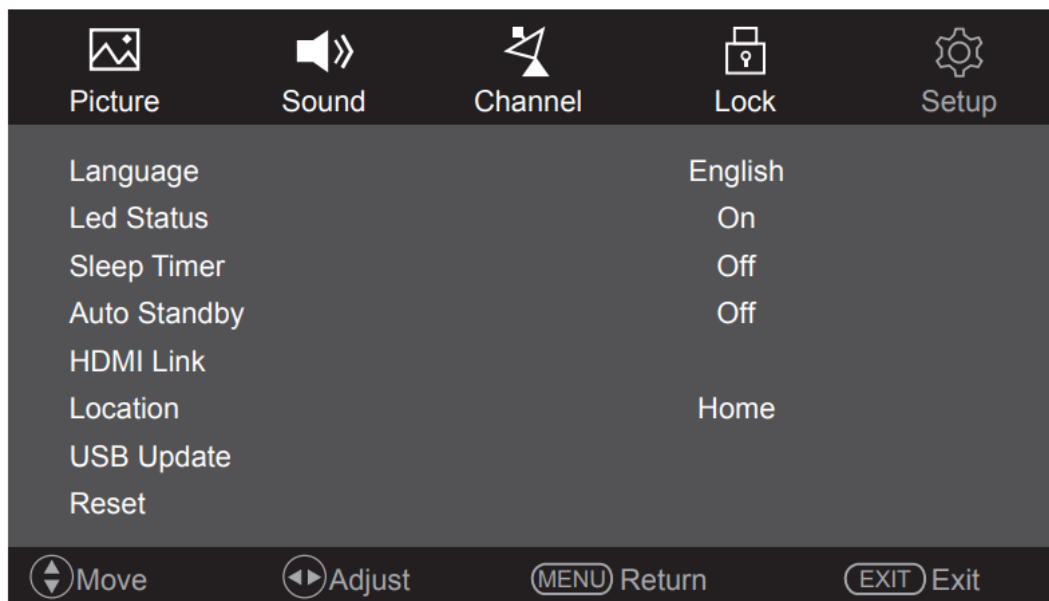 Picture Sound Channel Lock Setup
Language English
Led Status On
Sleep Timer Off
Auto Standby Off
HDMI Link
Location Home
USB Update
Reset
Move Adjust MENU Return EXIT Exit